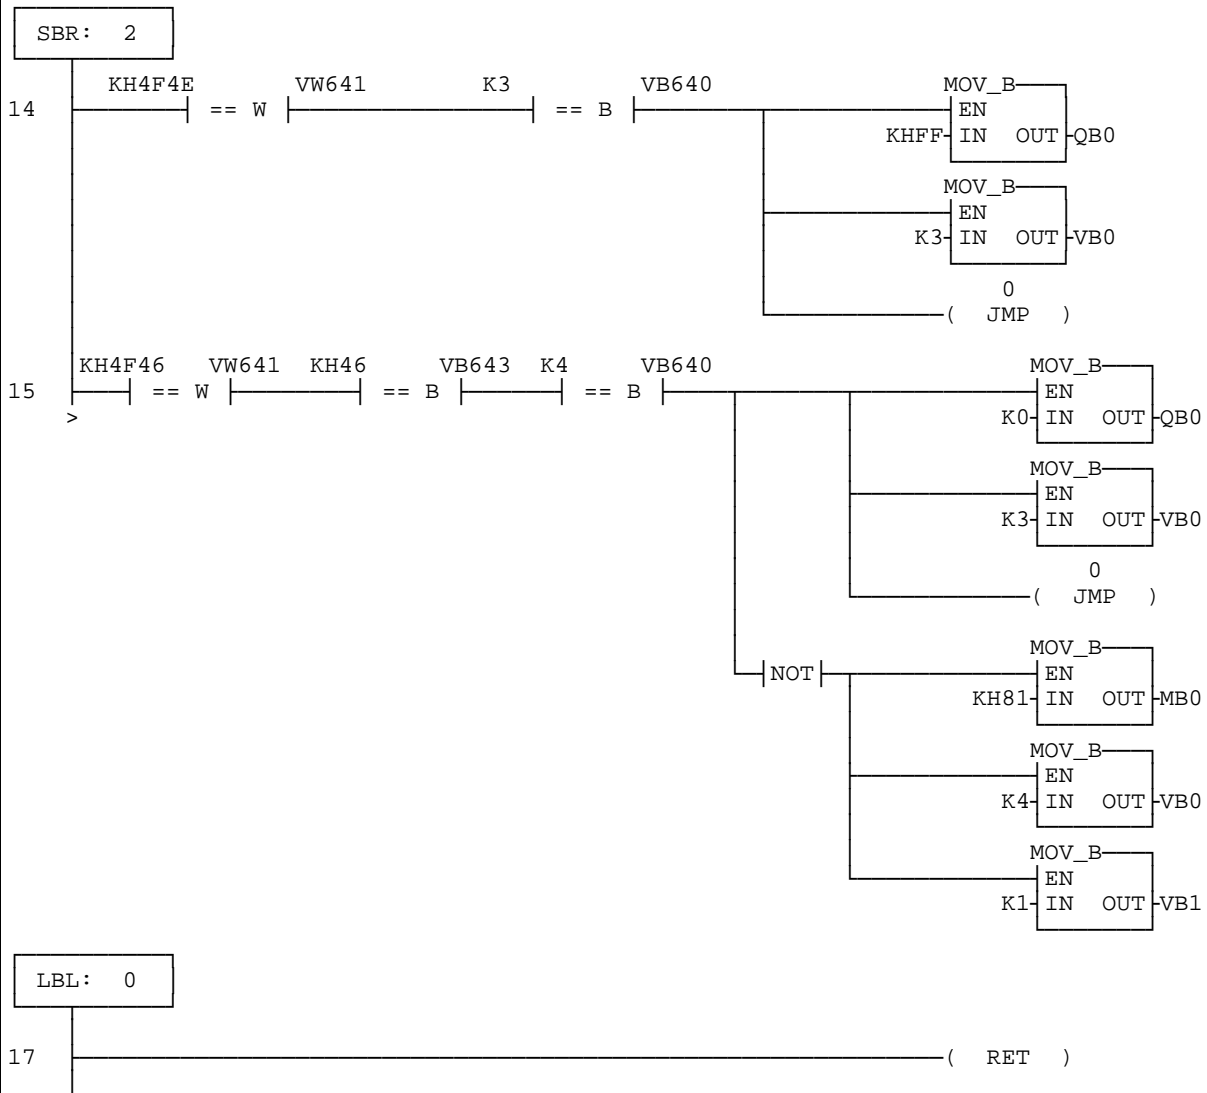 SBR: 2
KH4F4E VW641 K3 VB640 MOV_B
14 == W == B EN
KHFF IN OUT QB0
MOV_B
EN
K3 IN OUT VB0
0
( JMP )
KH4F46 VW641 KH46 VB643 K4 VB640 MOV_B
15 == W == B == B EN
> K0 IN OUT QB0
MOV_B
EN
K3 IN OUT VB0
0
( JMP )
MOV_B
NOT EN
KH81 IN OUT MB0
MOV_B
EN
K4 IN OUT VB0
MOV_B
EN
K1 IN OUT VB1
LBL: 0
17 ( RET )